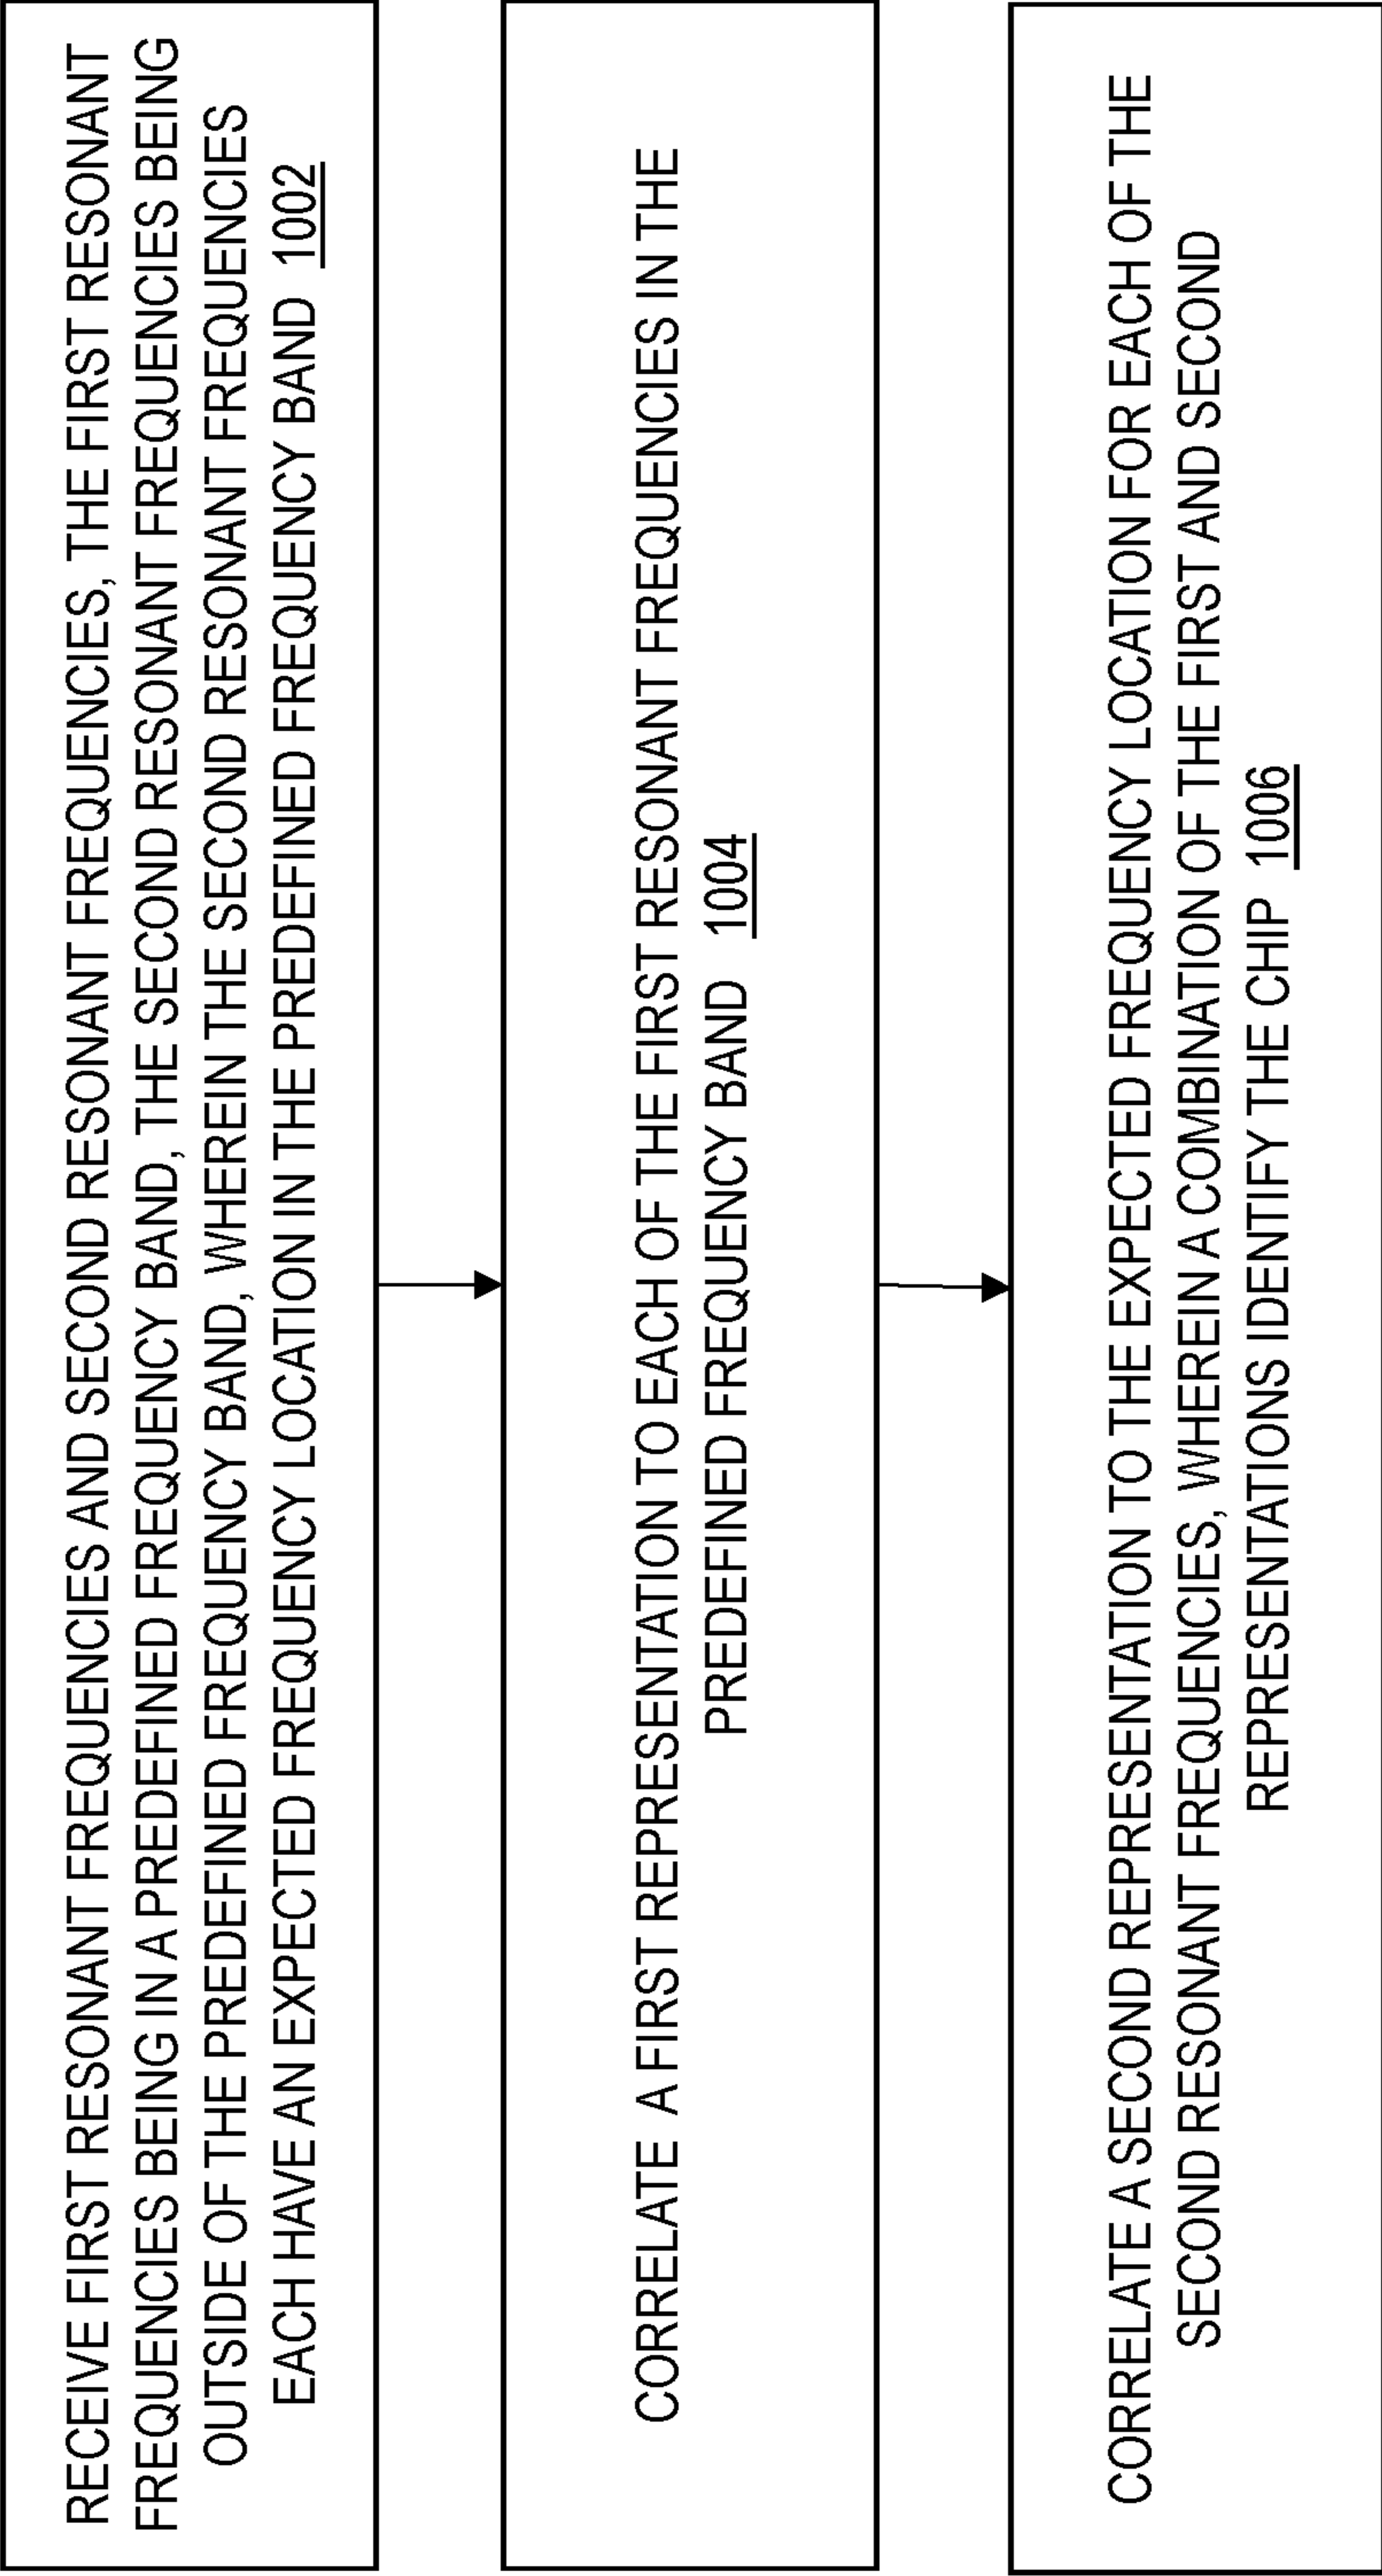 RECEIVE FIRST RESONANT FREQUENCIES AND SECOND RESONANT FREQUENCIES, THE FIRST RESONANT
FREQUENCIES BEING IN A PREDEFINED FREQUENCY BAND, THE SECOND RESONANT FREQUENCIES BEING
OUTSIDE OF THE PREDEFINED FREQUENCY BAND, WHEREIN THE SECOND RESONANT FREQUENCIES
EACH HAVE AN EXPECTED FREQUENCY LOCATION IN THE PREDEFINED FREQUENCY BAND 1002
CORRELATE A FIRST REPRESENTATION TO EACH OF THE FIRST RESONANT FREQUENCIES IN THE
PREDEFINED FREQUENCY BAND 1004
CORRELATE A SECOND REPRESENTATION TO THE EXPECTED FREQUENCY LOCATION FOR EACH OF THE
SECOND RESONANT FREQUENCIES, WHEREIN A COMBINATION OF THE FIRST AND SECOND
REPRESENTATIONS IDENTIFY THE CHIP 1006